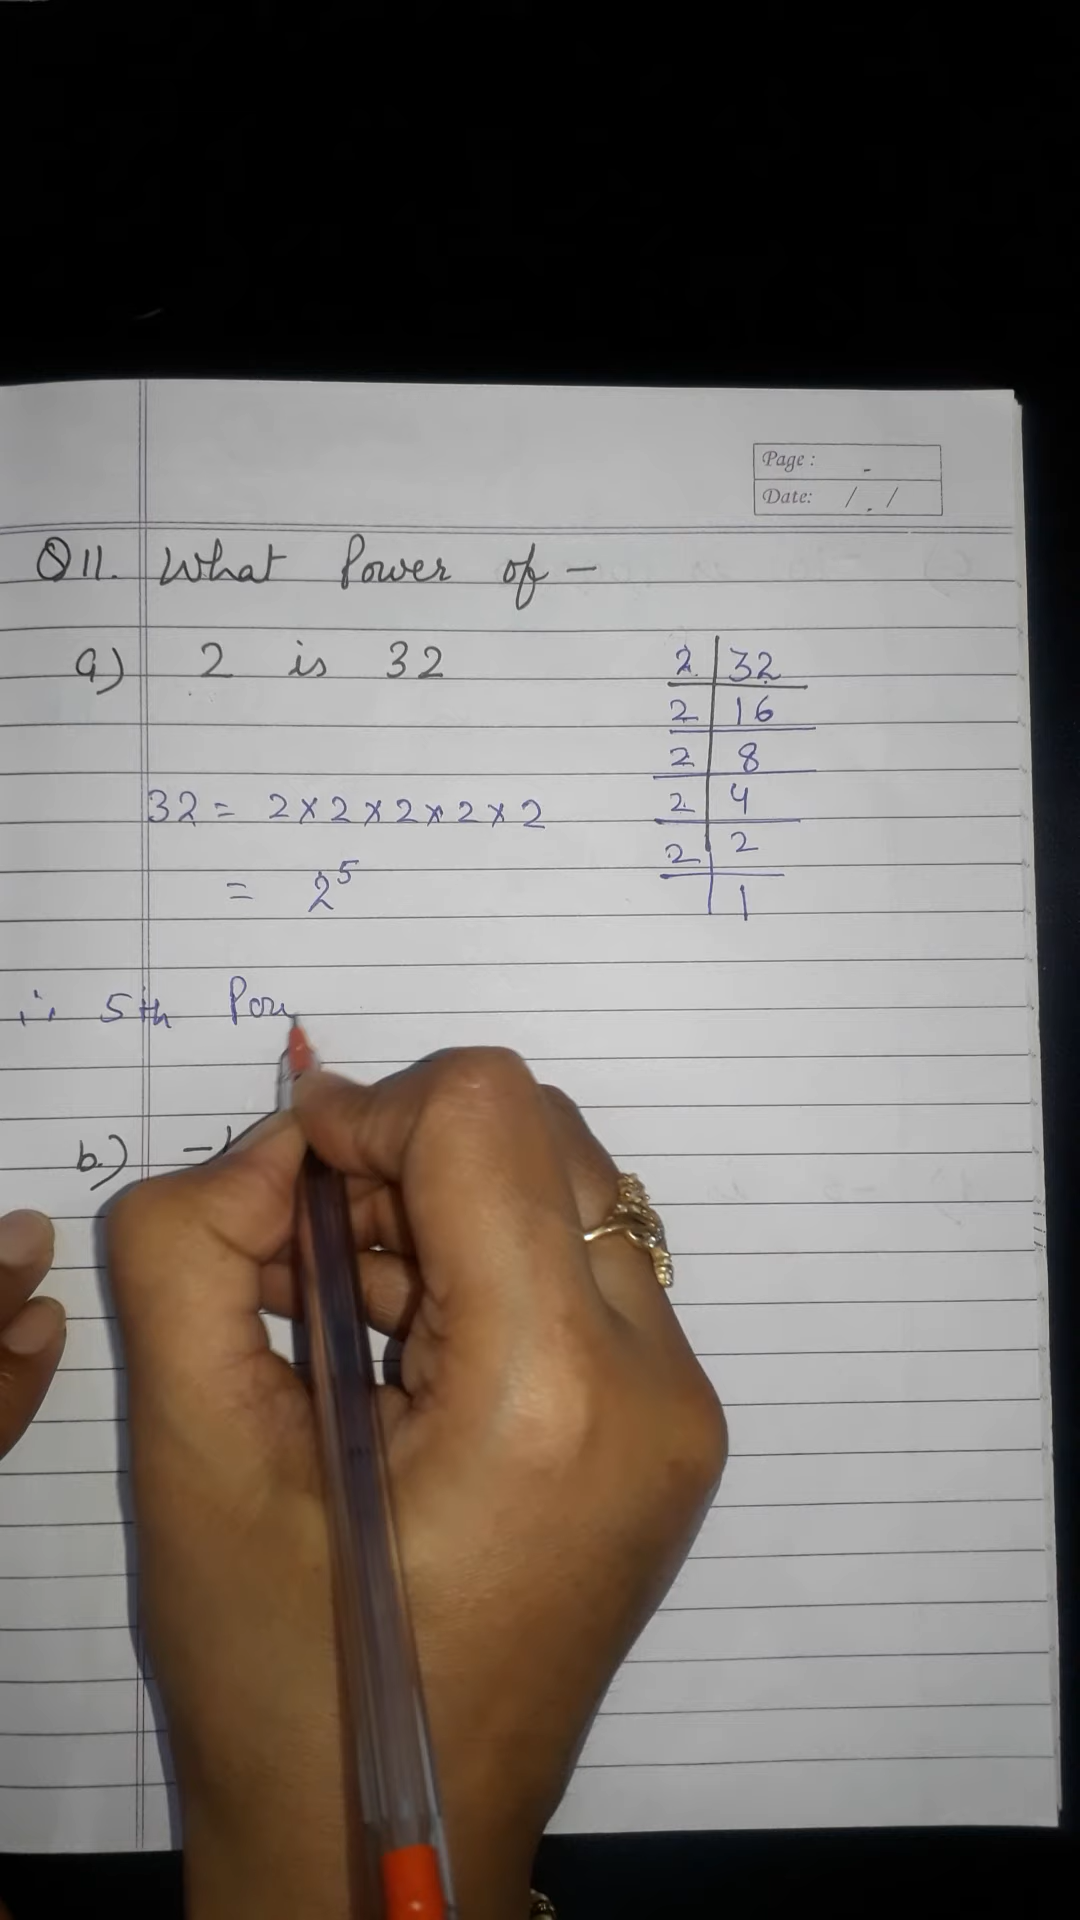 Page :
Date: / /
Q11. What Power of -
a) 2 is 32
2 | 32
2 | 16
2 | 8
2 | 4
2 | 2
| 1
32 = 2×2×2×2×2
= 2⁵
∴ 5th Pow
b)